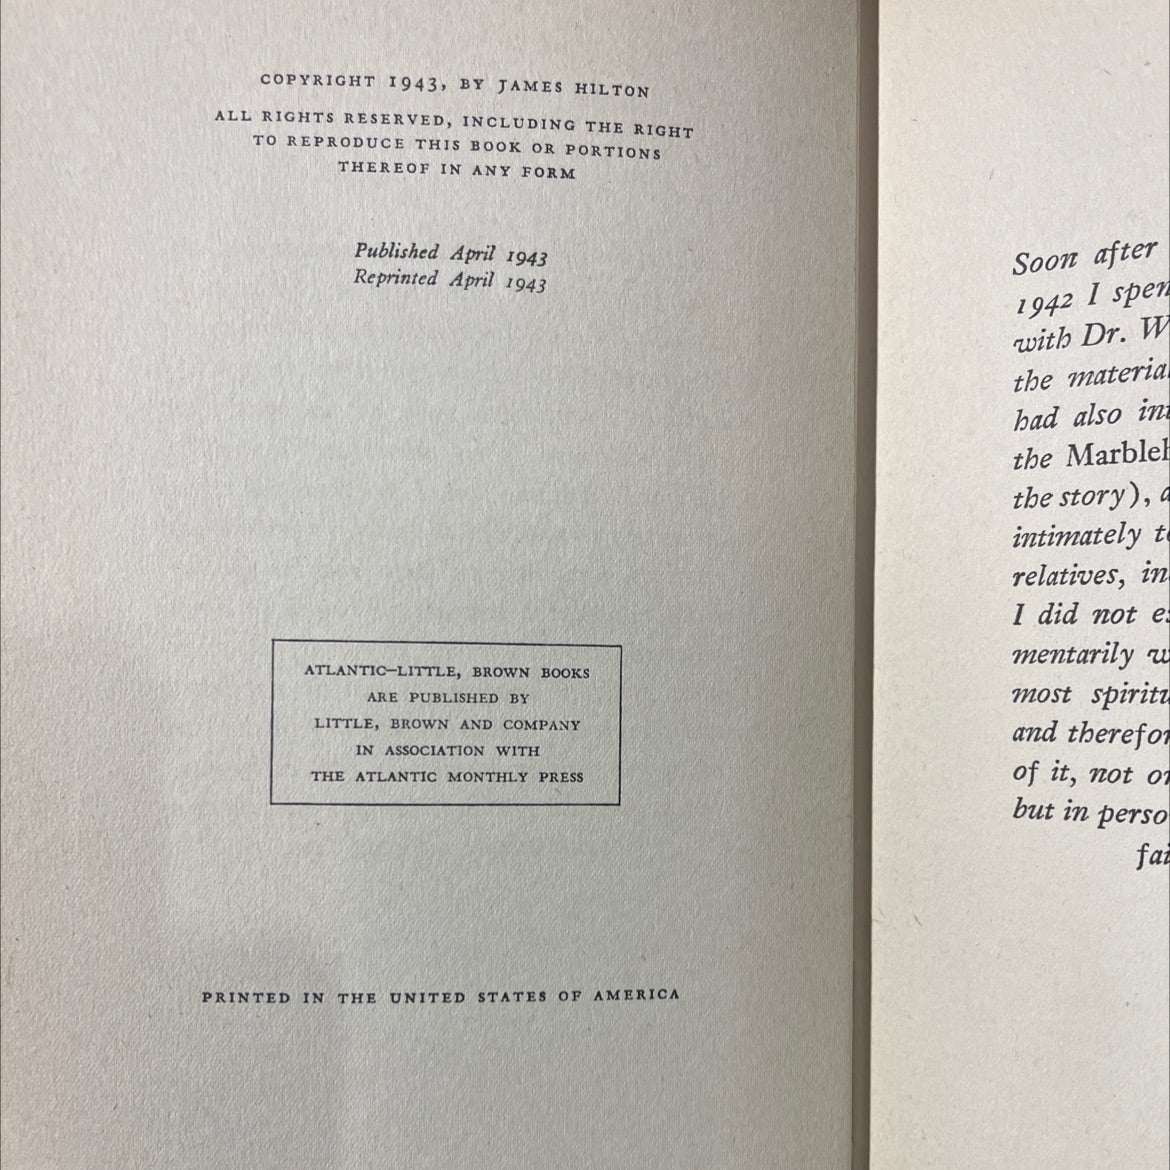 COPYRIGHT 1943, BY JAMES HILTON
ALL RIGHTS RESERVED, INCLUDING THE RIGHT
TO REPRODUCE THIS BOOK OR PORTIONS
THEREOF IN ANY FORM
Published April 1943
Reprinted April 1943
ATLANTIC–LITTLE, BROWN BOOKS
ARE PUBLISHED BY
LITTLE, BROWN AND COMPANY
IN ASSOCIATION WITH
THE ATLANTIC MONTHLY PRESS
PRINTED IN THE UNITED STATES OF AMERICA
Soon after
1942 I spen
with Dr. W
the materia
had also in
the Marble
the story), a
intimately t
relatives, in
I did not e
mentarily w
most spiritu
and therefor
of it, not o
but in perso
fai